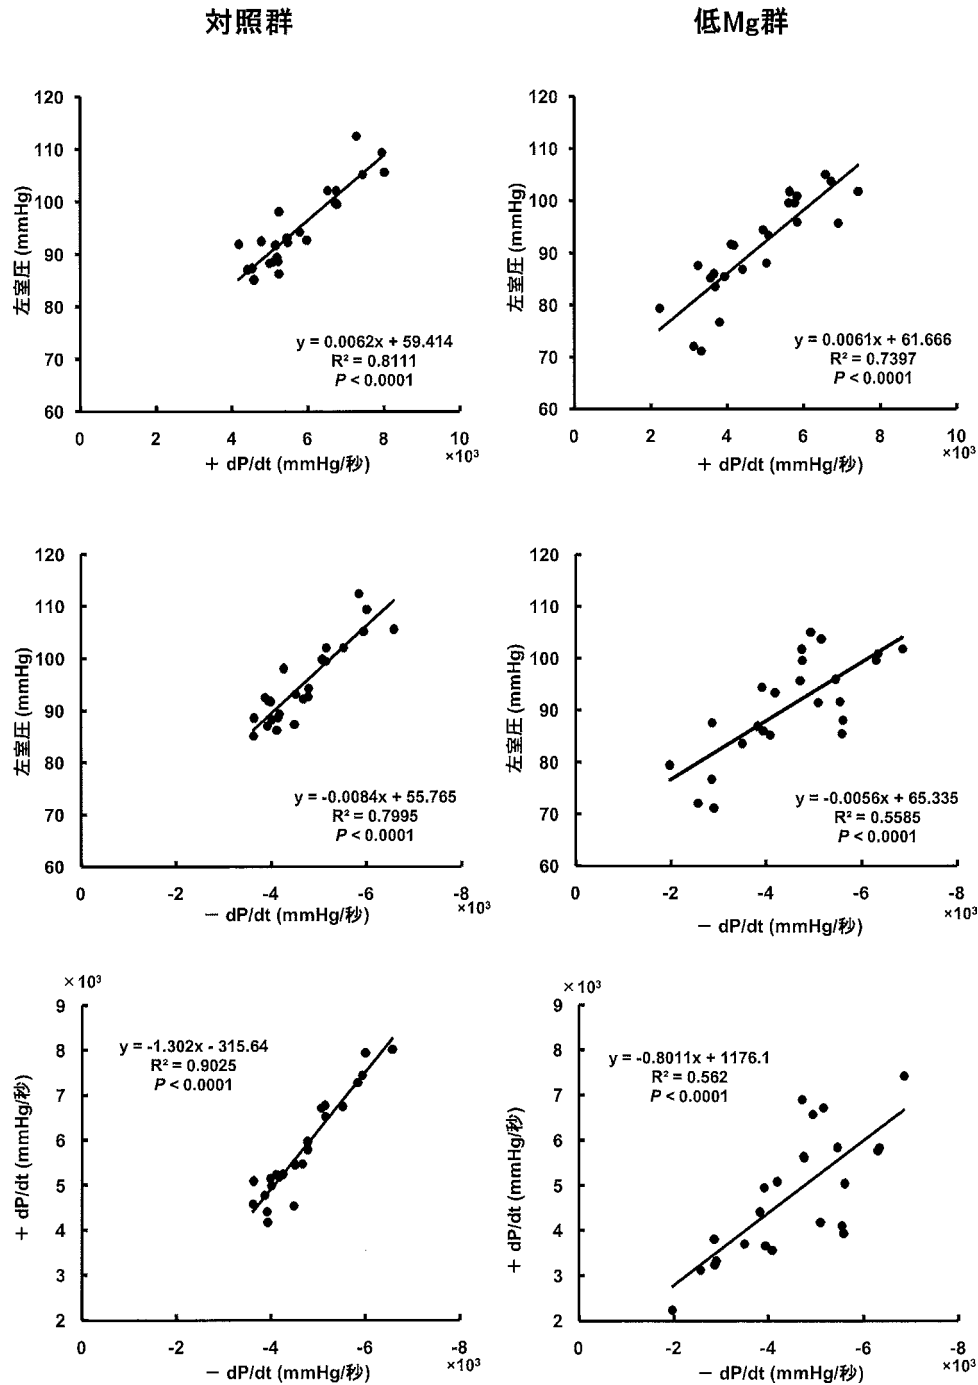 対照群
低Mg群
120
110
100
90
80
70
60
左室圧 (mmHg)
y = 0.0062x + 59.414
R² = 0.8111
P < 0.0001
0 2 4 6 8 10
×10³
＋ dP/dt (mmHg/秒)
120
110
100
90
80
70
60
左室圧 (mmHg)
y = 0.0061x + 61.666
R² = 0.7397
P < 0.0001
0 2 4 6 8 10
×10³
＋ dP/dt (mmHg/秒)
120
110
100
90
80
70
60
左室圧 (mmHg)
y = -0.0084x + 55.765
R² = 0.7995
P < 0.0001
0 -2 -4 -6 -8
×10³
－ dP/dt (mmHg/秒)
120
110
100
90
80
70
60
左室圧 (mmHg)
y = -0.0056x + 65.335
R² = 0.5585
P < 0.0001
0 -2 -4 -6 -8
×10³
－ dP/dt (mmHg/秒)
×10³
9
8
7
6
5
4
3
2
＋ dP/dt (mmHg/秒)
y = -1.302x - 315.64
R² = 0.9025
P < 0.0001
0 -2 -4 -6 -8
×10³
－ dP/dt (mmHg/秒)
×10³
9
8
7
6
5
4
3
2
＋ dP/dt (mmHg/秒)
y = -0.8011x + 1176.1
R² = 0.562
P < 0.0001
0 -2 -4 -6 -8
×10³
－ dP/dt (mmHg/秒)